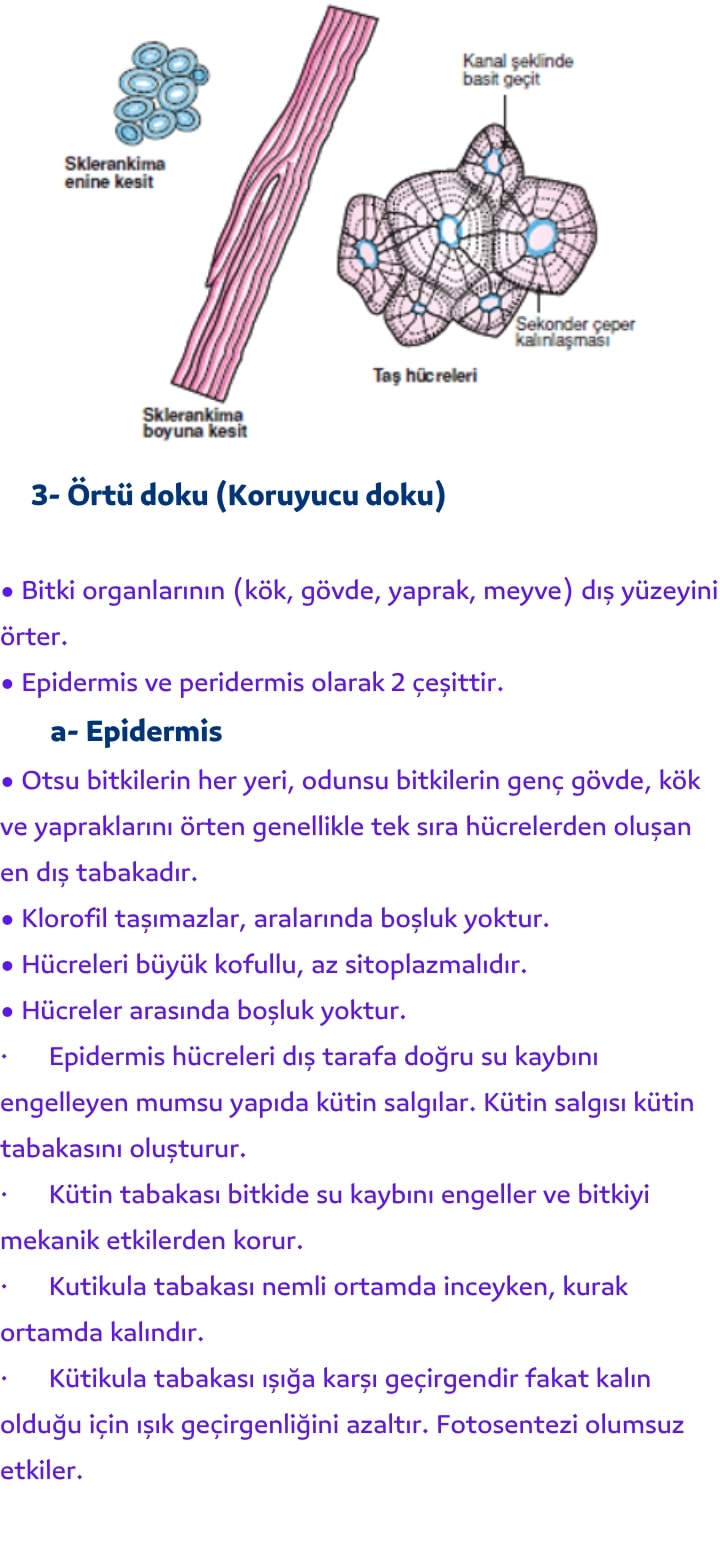 Kanal şeklinde
basit geçit
Sklerankima
enine kesit
Sekonder çeper
kalınlaşması
Taş hücreleri
Sklerankima
boyuna kesit
3- Örtü doku (Koruyucu doku)
● Bitki organlarının (kök, gövde, yaprak, meyve) dış yüzeyini
örter.
● Epidermis ve peridermis olarak 2 çeşittir.
a- Epidermis
● Otsu bitkilerin her yeri, odunsu bitkilerin genç gövde, kök
ve yapraklarını örten genellikle tek sıra hücrelerden oluşan
en dış tabakadır.
● Klorofil taşımazlar, aralarında boşluk yoktur.
● Hücreleri büyük kofullu, az sitoplazmalıdır.
● Hücreler arasında boşluk yoktur.
· Epidermis hücreleri dış tarafa doğru su kaybını
engelleyen mumsu yapıda kütin salgılar. Kütin salgısı kütin
tabakasını oluşturur.
· Kütin tabakası bitkide su kaybını engeller ve bitkiyi
mekanik etkilerden korur.
· Kutikula tabakası nemli ortamda inceyken, kurak
ortamda kalındır.
· Kütikula tabakası ışığa karşı geçirgendir fakat kalın
olduğu için ışık geçirgenliğini azaltır. Fotosentezi olumsuz
etkiler.